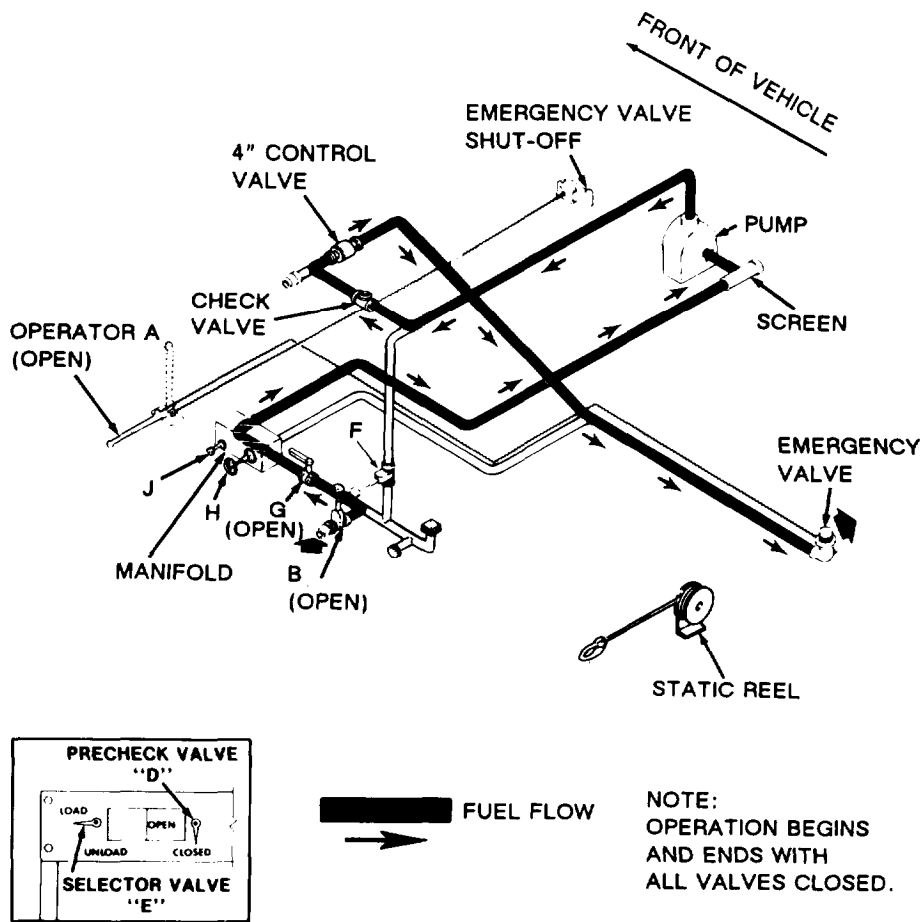 FRONT OF VEHICLE
EMERGENCY VALVE
SHUT-OFF
4" CONTROL
VALVE
PUMP
CHECK
VALVE
SCREEN
OPERATOR A
(OPEN)
F
EMERGENCY
VALVE
J
H
G
(OPEN)
MANIFOLD
B
(OPEN)
STATIC REEL
PRECHECK VALVE
"D"
LOAD
OPEN
UNLOAD
CLOSED
SELECTOR VALVE
"E"
FUEL FLOW
NOTE:
OPERATION BEGINS
AND ENDS WITH
ALL VALVES CLOSED.